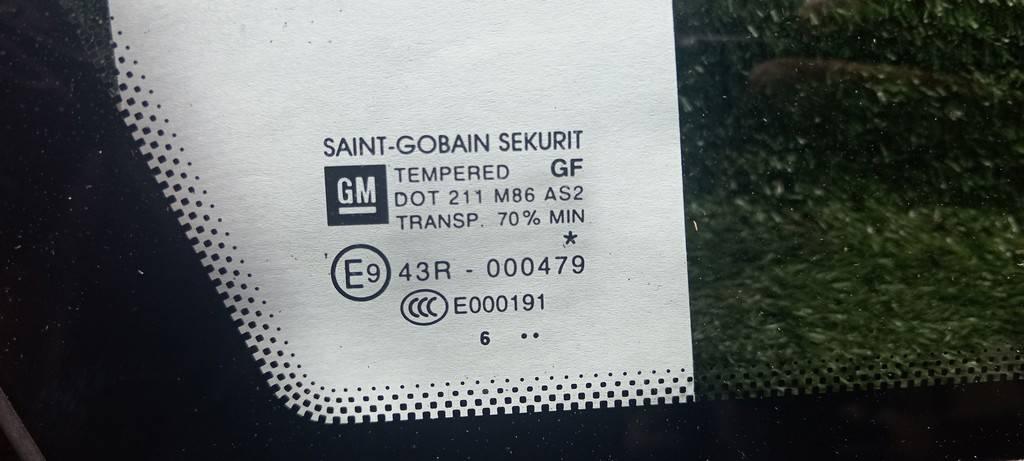 SAINT-GOBAIN SEKURIT
GM TEMPERED GF
DOT 211 M86 AS2
TRANSP. 70% MIN
*
E9 43R - 000479
CCC E000191
6 ..